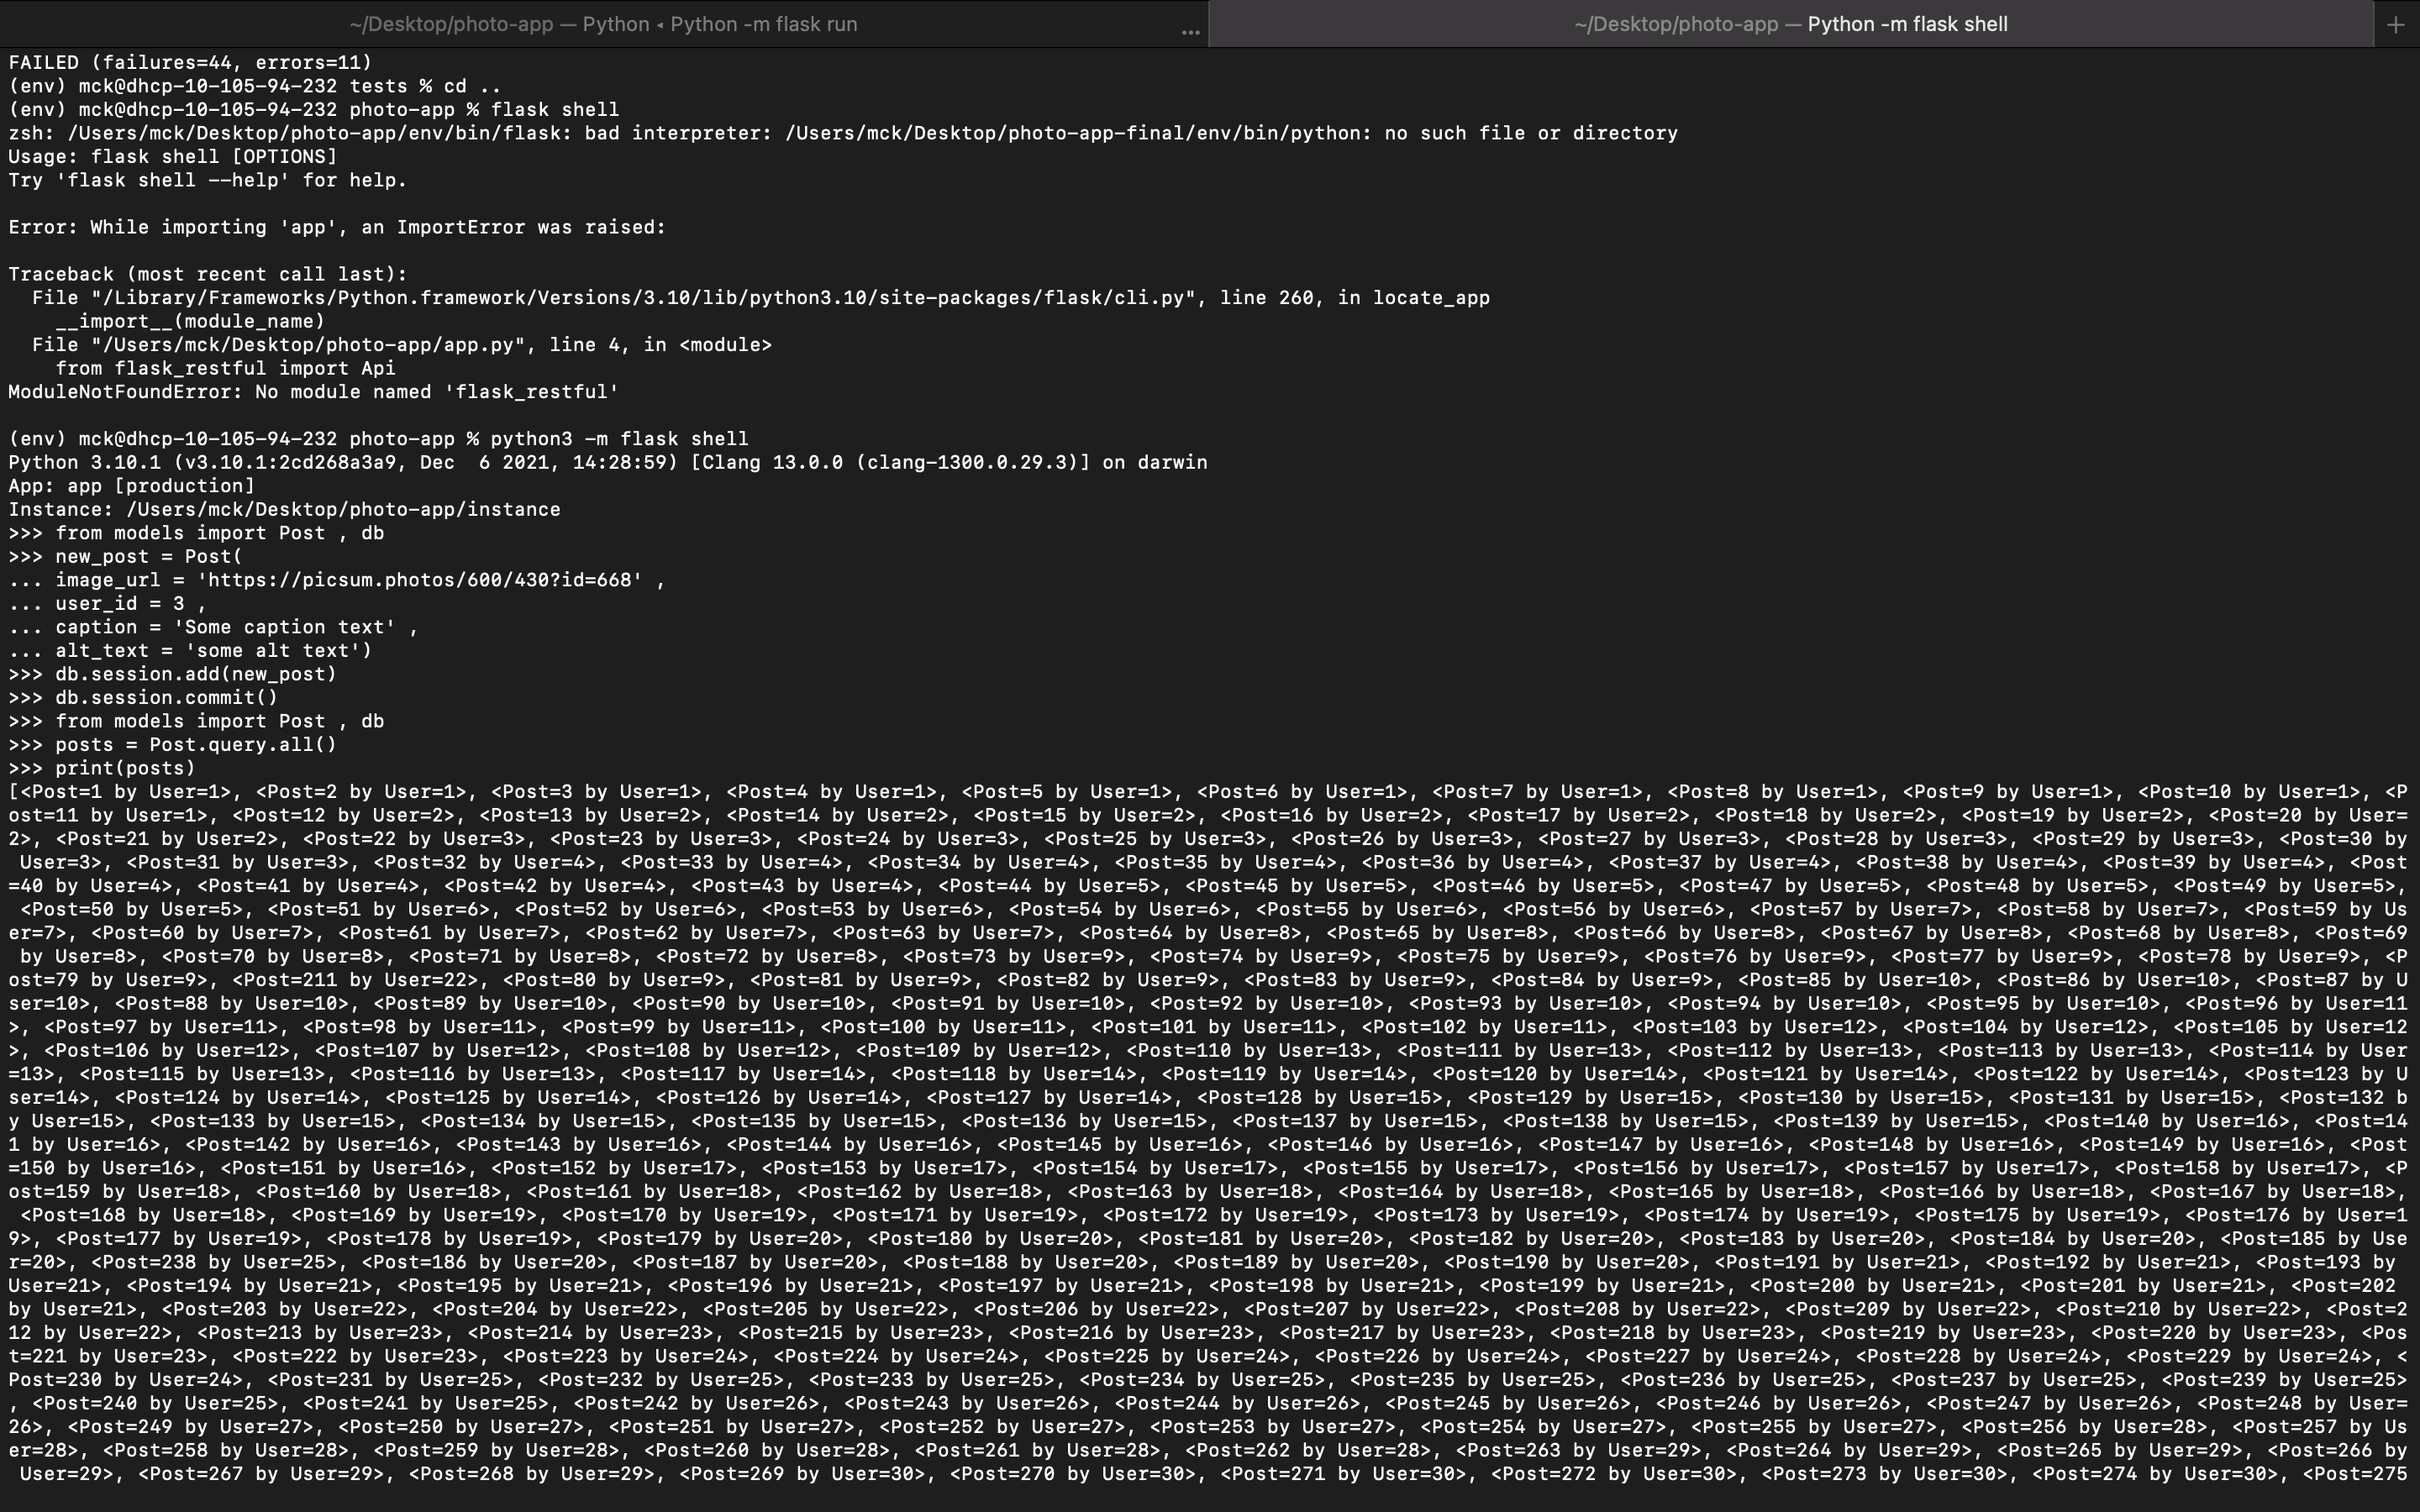 ~/Desktop/photo-app — Python ◂ Python -m flask run ...
~/Desktop/photo-app — Python -m flask shell +
FAILED (failures=44, errors=11)
(env) mck@dhcp-10-105-94-232 tests % cd ..
(env) mck@dhcp-10-105-94-232 photo-app % flask shell
zsh: /Users/mck/Desktop/photo-app/env/bin/flask: bad interpreter: /Users/mck/Desktop/photo-app-final/env/bin/python: no such file or directory
Usage: flask shell [OPTIONS]
Try 'flask shell --help' for help.
Error: While importing 'app', an ImportError was raised:
Traceback (most recent call last):
  File "/Library/Frameworks/Python.framework/Versions/3.10/lib/python3.10/site-packages/flask/cli.py", line 260, in locate_app
    __import__(module_name)
  File "/Users/mck/Desktop/photo-app/app.py", line 4, in <module>
    from flask_restful import Api
ModuleNotFoundError: No module named 'flask_restful'
(env) mck@dhcp-10-105-94-232 photo-app % python3 -m flask shell
Python 3.10.1 (v3.10.1:2cd268a3a9, Dec  6 2021, 14:28:59) [Clang 13.0.0 (clang-1300.0.29.3)] on darwin
App: app [production]
Instance: /Users/mck/Desktop/photo-app/instance
>>> from models import Post , db
>>> new_post = Post(
... image_url = 'https://picsum.photos/600/430?id=668' ,
... user_id = 3 ,
... caption = 'Some caption text' ,
... alt_text = 'some alt text')
>>> db.session.add(new_post)
>>> db.session.commit()
>>> from models import Post , db
>>> posts = Post.query.all()
>>> print(posts)
[<Post=1 by User=1>, <Post=2 by User=1>, <Post=3 by User=1>, <Post=4 by User=1>, <Post=5 by User=1>, <Post=6 by User=1>, <Post=7 by User=1>, <Post=8 by User=1>, <Post=9 by User=1>, <Post=10 by User=1>, <P
ost=11 by User=1>, <Post=12 by User=2>, <Post=13 by User=2>, <Post=14 by User=2>, <Post=15 by User=2>, <Post=16 by User=2>, <Post=17 by User=2>, <Post=18 by User=2>, <Post=19 by User=2>, <Post=20 by User=
2>, <Post=21 by User=2>, <Post=22 by User=3>, <Post=23 by User=3>, <Post=24 by User=3>, <Post=25 by User=3>, <Post=26 by User=3>, <Post=27 by User=3>, <Post=28 by User=3>, <Post=29 by User=3>, <Post=30 by
 User=3>, <Post=31 by User=3>, <Post=32 by User=4>, <Post=33 by User=4>, <Post=34 by User=4>, <Post=35 by User=4>, <Post=36 by User=4>, <Post=37 by User=4>, <Post=38 by User=4>, <Post=39 by User=4>, <Post
=40 by User=4>, <Post=41 by User=4>, <Post=42 by User=4>, <Post=43 by User=4>, <Post=44 by User=5>, <Post=45 by User=5>, <Post=46 by User=5>, <Post=47 by User=5>, <Post=48 by User=5>, <Post=49 by User=5>,
 <Post=50 by User=5>, <Post=51 by User=6>, <Post=52 by User=6>, <Post=53 by User=6>, <Post=54 by User=6>, <Post=55 by User=6>, <Post=56 by User=6>, <Post=57 by User=7>, <Post=58 by User=7>, <Post=59 by Us
er=7>, <Post=60 by User=7>, <Post=61 by User=7>, <Post=62 by User=7>, <Post=63 by User=7>, <Post=64 by User=8>, <Post=65 by User=8>, <Post=66 by User=8>, <Post=67 by User=8>, <Post=68 by User=8>, <Post=69
 by User=8>, <Post=70 by User=8>, <Post=71 by User=8>, <Post=72 by User=8>, <Post=73 by User=9>, <Post=74 by User=9>, <Post=75 by User=9>, <Post=76 by User=9>, <Post=77 by User=9>, <Post=78 by User=9>, <P
ost=79 by User=9>, <Post=211 by User=22>, <Post=80 by User=9>, <Post=81 by User=9>, <Post=82 by User=9>, <Post=83 by User=9>, <Post=84 by User=9>, <Post=85 by User=10>, <Post=86 by User=10>, <Post=87 by U
ser=10>, <Post=88 by User=10>, <Post=89 by User=10>, <Post=90 by User=10>, <Post=91 by User=10>, <Post=92 by User=10>, <Post=93 by User=10>, <Post=94 by User=10>, <Post=95 by User=10>, <Post=96 by User=11
>, <Post=97 by User=11>, <Post=98 by User=11>, <Post=99 by User=11>, <Post=100 by User=11>, <Post=101 by User=11>, <Post=102 by User=11>, <Post=103 by User=12>, <Post=104 by User=12>, <Post=105 by User=12
>, <Post=106 by User=12>, <Post=107 by User=12>, <Post=108 by User=12>, <Post=109 by User=12>, <Post=110 by User=13>, <Post=111 by User=13>, <Post=112 by User=13>, <Post=113 by User=13>, <Post=114 by User
=13>, <Post=115 by User=13>, <Post=116 by User=13>, <Post=117 by User=14>, <Post=118 by User=14>, <Post=119 by User=14>, <Post=120 by User=14>, <Post=121 by User=14>, <Post=122 by User=14>, <Post=123 by U
ser=14>, <Post=124 by User=14>, <Post=125 by User=14>, <Post=126 by User=14>, <Post=127 by User=14>, <Post=128 by User=15>, <Post=129 by User=15>, <Post=130 by User=15>, <Post=131 by User=15>, <Post=132 b
y User=15>, <Post=133 by User=15>, <Post=134 by User=15>, <Post=135 by User=15>, <Post=136 by User=15>, <Post=137 by User=15>, <Post=138 by User=15>, <Post=139 by User=15>, <Post=140 by User=16>, <Post=14
1 by User=16>, <Post=142 by User=16>, <Post=143 by User=16>, <Post=144 by User=16>, <Post=145 by User=16>, <Post=146 by User=16>, <Post=147 by User=16>, <Post=148 by User=16>, <Post=149 by User=16>, <Post
=150 by User=16>, <Post=151 by User=16>, <Post=152 by User=17>, <Post=153 by User=17>, <Post=154 by User=17>, <Post=155 by User=17>, <Post=156 by User=17>, <Post=157 by User=17>, <Post=158 by User=17>, <P
ost=159 by User=18>, <Post=160 by User=18>, <Post=161 by User=18>, <Post=162 by User=18>, <Post=163 by User=18>, <Post=164 by User=18>, <Post=165 by User=18>, <Post=166 by User=18>, <Post=167 by User=18>,
 <Post=168 by User=18>, <Post=169 by User=19>, <Post=170 by User=19>, <Post=171 by User=19>, <Post=172 by User=19>, <Post=173 by User=19>, <Post=174 by User=19>, <Post=175 by User=19>, <Post=176 by User=1
9>, <Post=177 by User=19>, <Post=178 by User=19>, <Post=179 by User=20>, <Post=180 by User=20>, <Post=181 by User=20>, <Post=182 by User=20>, <Post=183 by User=20>, <Post=184 by User=20>, <Post=185 by Use
r=20>, <Post=238 by User=25>, <Post=186 by User=20>, <Post=187 by User=20>, <Post=188 by User=20>, <Post=189 by User=20>, <Post=190 by User=20>, <Post=191 by User=21>, <Post=192 by User=21>, <Post=193 by
User=21>, <Post=194 by User=21>, <Post=195 by User=21>, <Post=196 by User=21>, <Post=197 by User=21>, <Post=198 by User=21>, <Post=199 by User=21>, <Post=200 by User=21>, <Post=201 by User=21>, <Post=202
by User=21>, <Post=203 by User=22>, <Post=204 by User=22>, <Post=205 by User=22>, <Post=206 by User=22>, <Post=207 by User=22>, <Post=208 by User=22>, <Post=209 by User=22>, <Post=210 by User=22>, <Post=2
12 by User=22>, <Post=213 by User=23>, <Post=214 by User=23>, <Post=215 by User=23>, <Post=216 by User=23>, <Post=217 by User=23>, <Post=218 by User=23>, <Post=219 by User=23>, <Post=220 by User=23>, <Pos
t=221 by User=23>, <Post=222 by User=23>, <Post=223 by User=24>, <Post=224 by User=24>, <Post=225 by User=24>, <Post=226 by User=24>, <Post=227 by User=24>, <Post=228 by User=24>, <Post=229 by User=24>, <
Post=230 by User=24>, <Post=231 by User=25>, <Post=232 by User=25>, <Post=233 by User=25>, <Post=234 by User=25>, <Post=235 by User=25>, <Post=236 by User=25>, <Post=237 by User=25>, <Post=239 by User=25>
, <Post=240 by User=25>, <Post=241 by User=25>, <Post=242 by User=26>, <Post=243 by User=26>, <Post=244 by User=26>, <Post=245 by User=26>, <Post=246 by User=26>, <Post=247 by User=26>, <Post=248 by User=
26>, <Post=249 by User=27>, <Post=250 by User=27>, <Post=251 by User=27>, <Post=252 by User=27>, <Post=253 by User=27>, <Post=254 by User=27>, <Post=255 by User=27>, <Post=256 by User=28>, <Post=257 by Us
er=28>, <Post=258 by User=28>, <Post=259 by User=28>, <Post=260 by User=28>, <Post=261 by User=28>, <Post=262 by User=28>, <Post=263 by User=29>, <Post=264 by User=29>, <Post=265 by User=29>, <Post=266 by
 User=29>, <Post=267 by User=29>, <Post=268 by User=29>, <Post=269 by User=30>, <Post=270 by User=30>, <Post=271 by User=30>, <Post=272 by User=30>, <Post=273 by User=30>, <Post=274 by User=30>, <Post=275